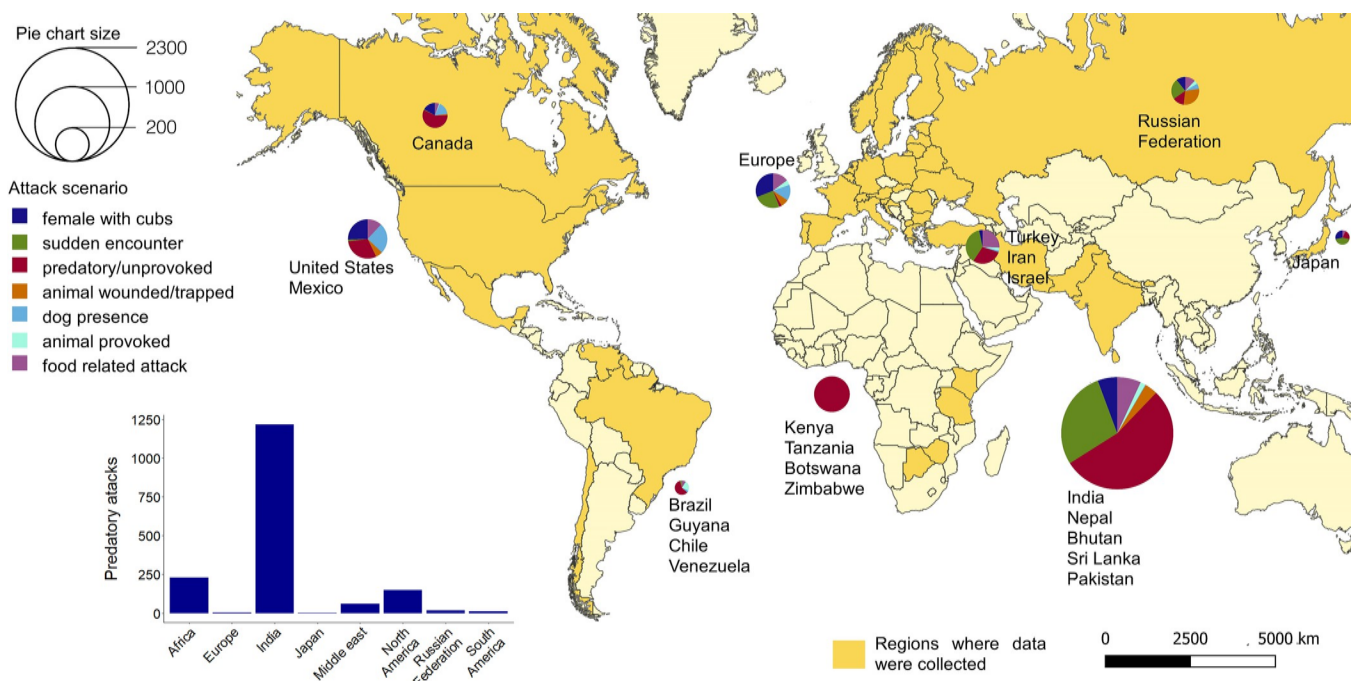 Pie chart size
2300
1000
200
Attack scenario
female with cubs
sudden encounter
predatory/unprovoked
animal wounded/trapped
dog presence
animal provoked
food related attack
Canada
United States
Mexico
Europe
Russian
Federation
Turkey
Iran
Israel
Japan
Kenya
Tanzania
Botswana
Zimbabwe
Brazil
Guyana
Chile
Venezuela
India
Nepal
Bhutan
Sri Lanka
Pakistan
Predatory atacks
1250
1000
750
500
250
0
Africa
Europe
India
Japan
Middle east
North
America
Russian
Federation
South
America
Regions where data
were collected
0 2500 5000 km